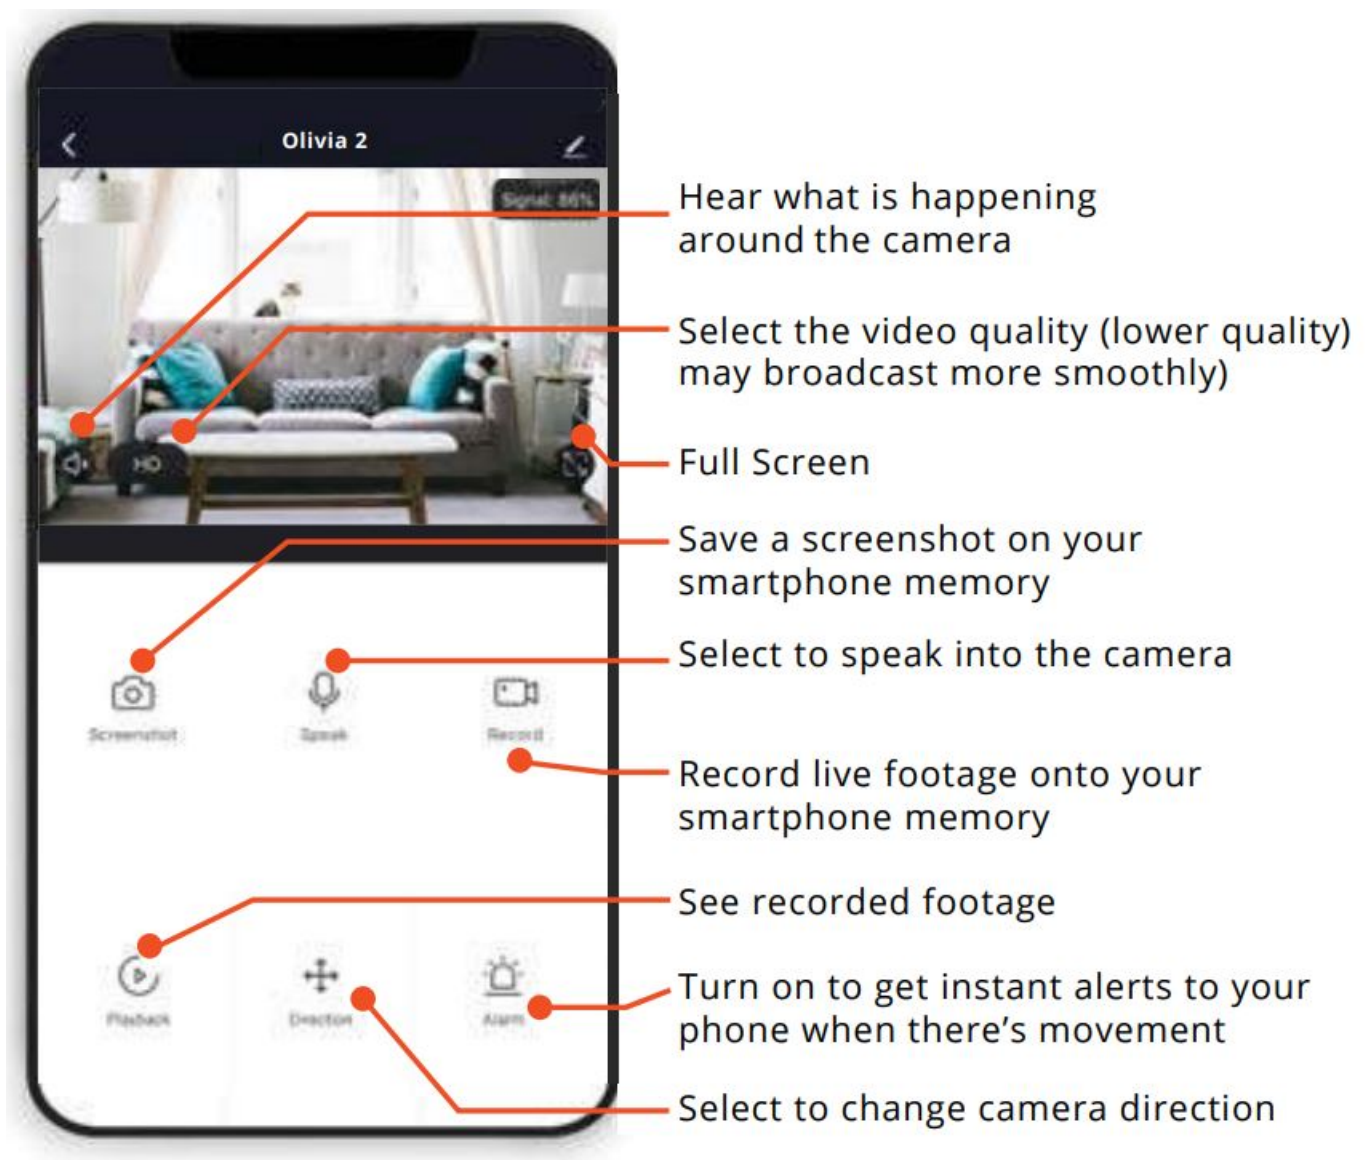 Olivia 2
Signal: 86%
Hear what is happening
around the camera
Select the video quality (lower quality)
may broadcast more smoothly)
HD
Full Screen
Save a screenshot on your
smartphone memory
Select to speak into the camera
Screenshot
Speak
Record
Record live footage onto your
smartphone memory
See recorded footage
Playback
Direction
Alarm
Turn on to get instant alerts to your
phone when there’s movement
Select to change camera direction